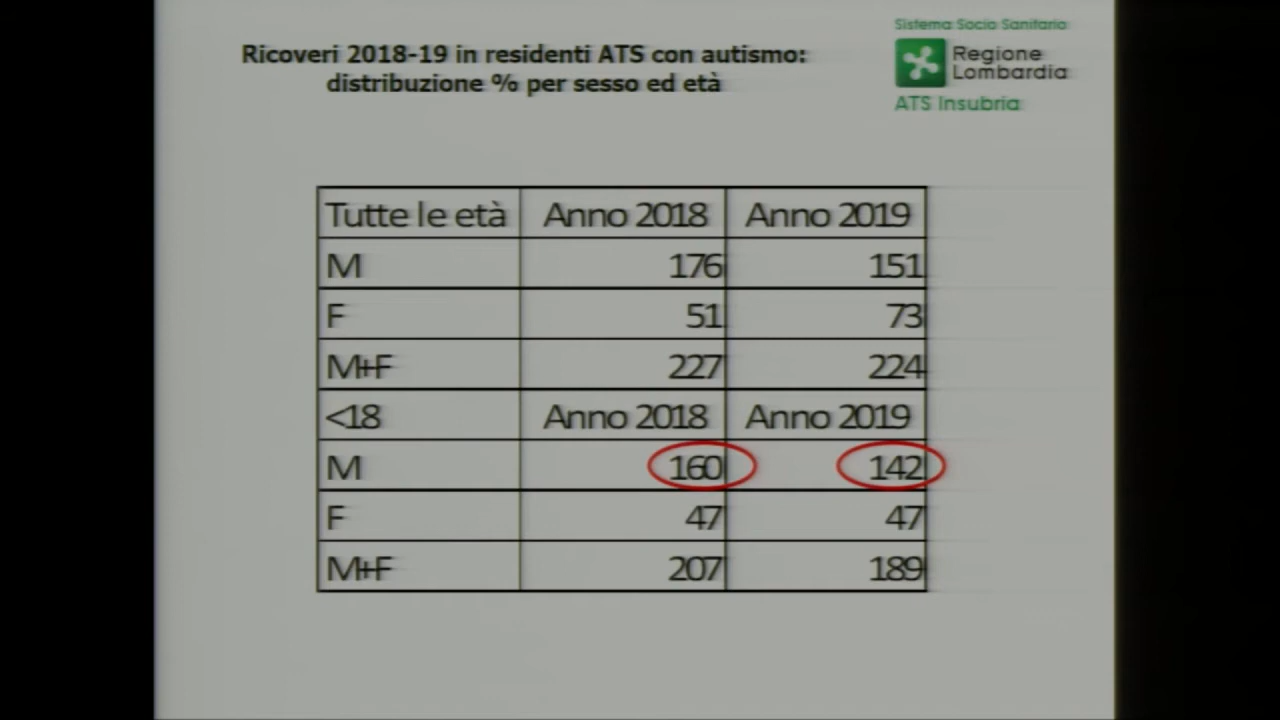 Ricoveri 2018-19 in residenti ATS con autismo:
distribuzione % per sesso ed età
Sistema Socio Sanitario
Regione
Lombardia
ATS Insubria
Tutte le età Anno 2018 Anno 2019
M 176 151
F 51 73
M+F 227 224
<18 Anno 2018 Anno 2019
M 160 142
F 47 47
M+F 207 189